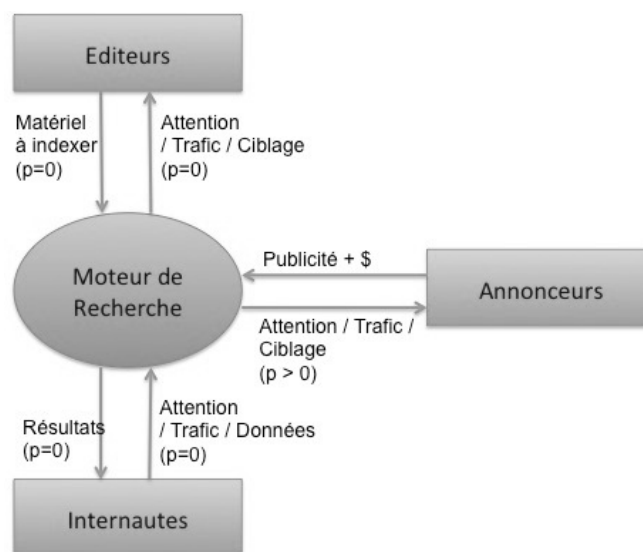 Editeurs
Matériel
à indexer
(p=0)
Attention
/ Trafic / Ciblage
(p=0)
Moteur de
Recherche
Publicité + $
Attention / Trafic /
Ciblage
(p > 0)
Annonceurs
Résultats
(p=0)
Attention
/ Trafic / Données
(p=0)
Internautes